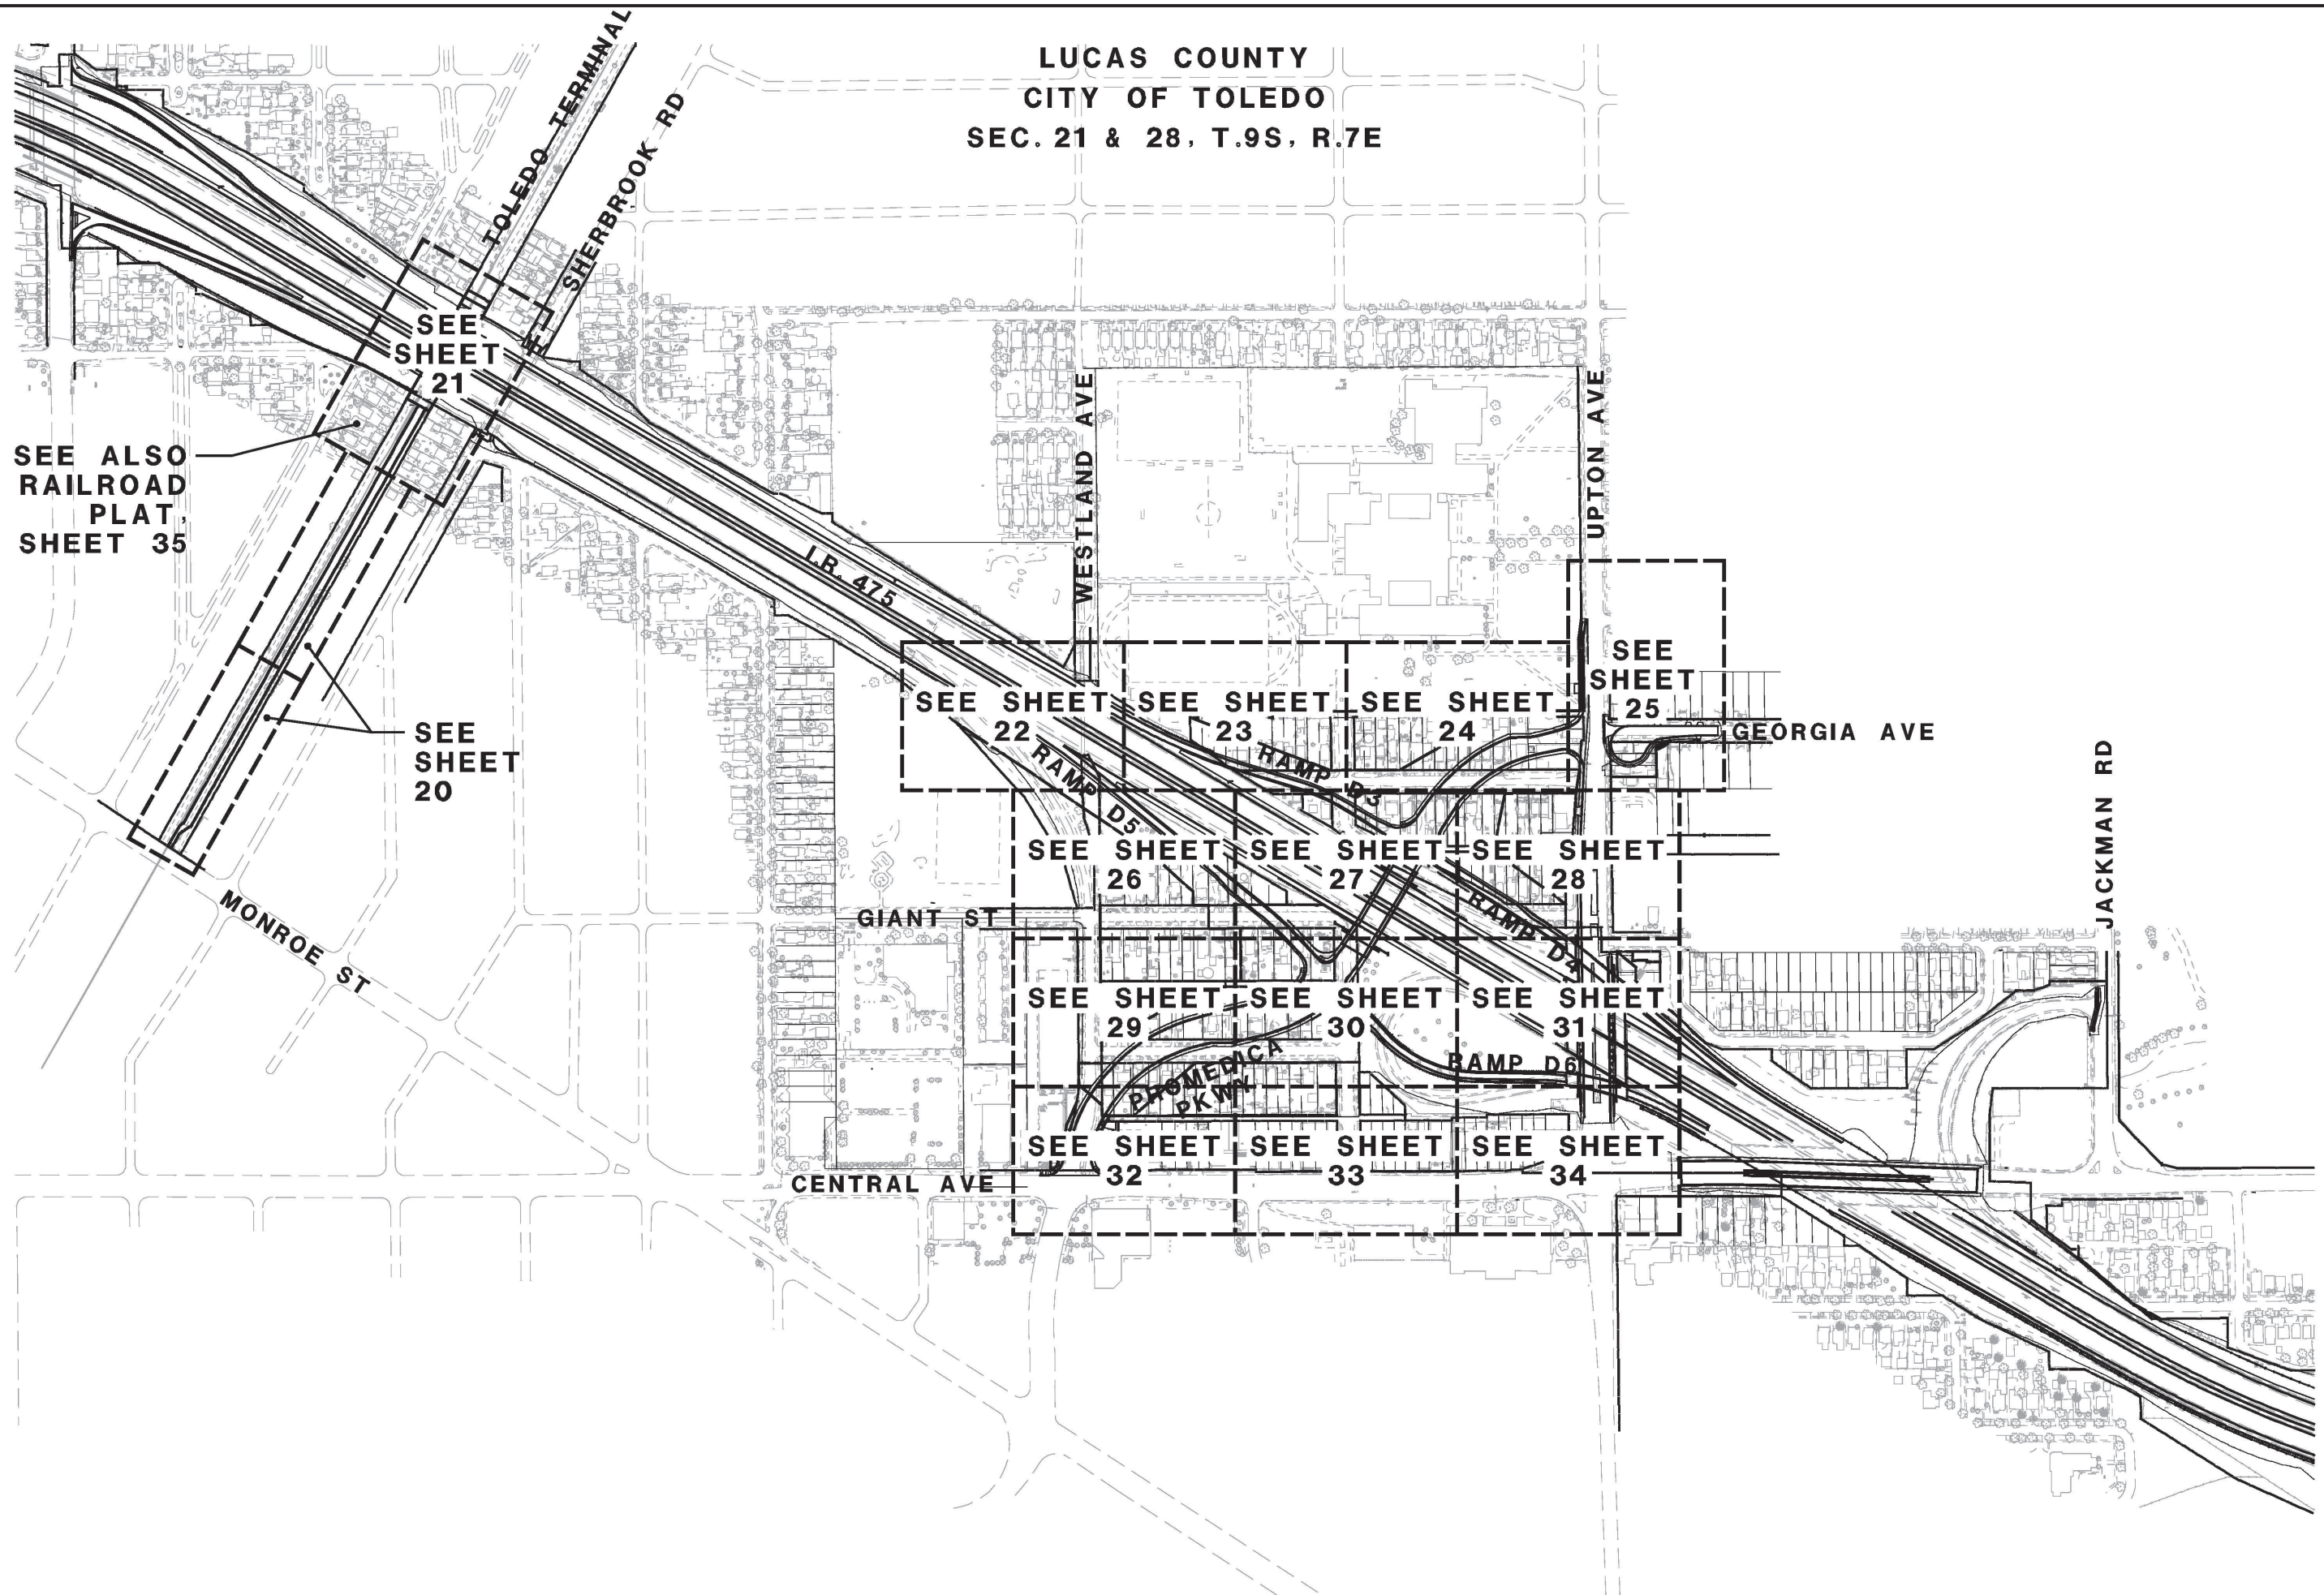 LUCAS COUNTY
CITY OF TOLEDO
SEC. 21 & 28, T.9S, R.7E
TOLEDO TERMINAL
SHERBROOK RD
SEE
SHEET
21
SEE ALSO
RAILROAD
PLAT,
SHEET 35
SEE
SHEET
20
MONROE ST
I.R. 475
WESTLAND AVE
UPTON AVE
SEE SHEET
22
SEE SHEET
23
SEE SHEET
24
SEE
SHEET
25
GEORGIA AVE
JACKMAN RD
RAMP D5
RAMP D3
SEE SHEET
26
SEE SHEET
27
SEE SHEET
28
GIANT ST
RAMP D4
SEE SHEET
29
SEE SHEET
30
SEE SHEET
31
PROMEDICA
PKWY
RAMP D6
SEE SHEET
32
SEE SHEET
33
SEE SHEET
34
CENTRAL AVE